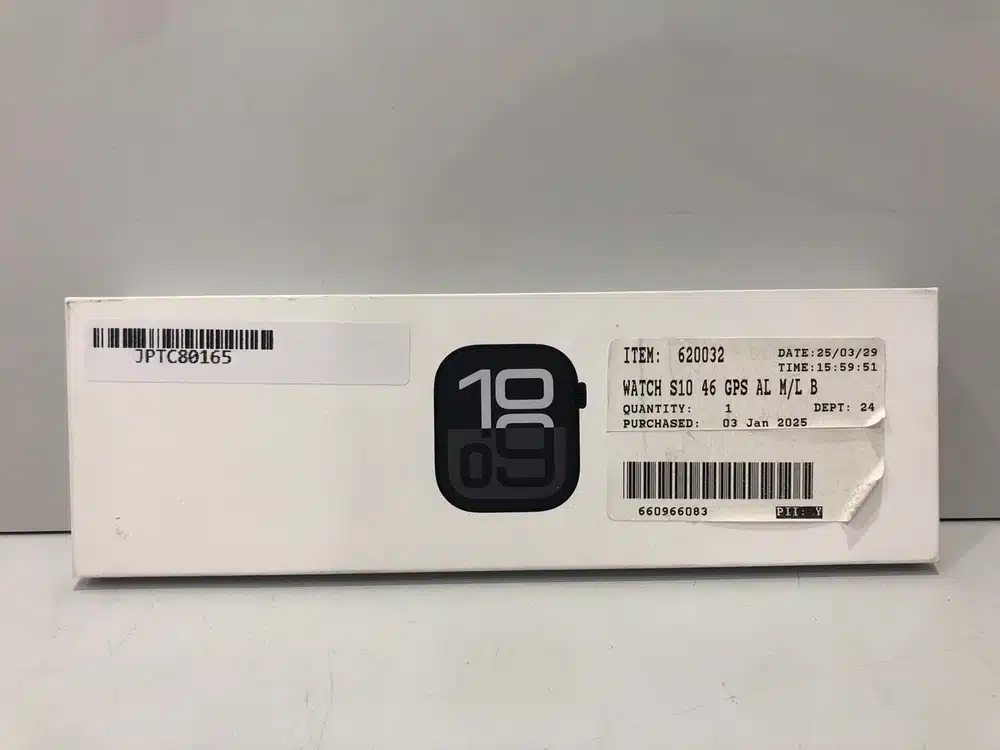 JPTC80165
10
09
ITEM: 620032
DATE:25/03/29
TIME:15:59:51
WATCH S10 46 GPS AL M/L B
QUANTITY: 1 DEPT: 24
PURCHASED: 03 Jan 2025
660966083 PII: Y